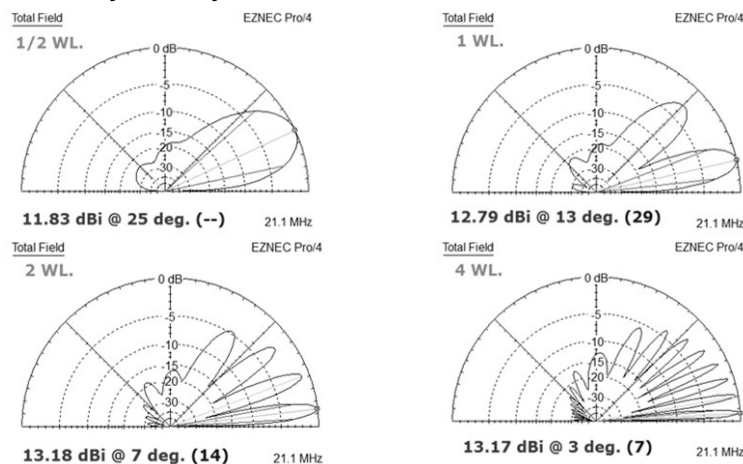 Total Field
EZNEC Pro/4
1/2 WL.
0 dB
-5
-10
15
20
30
11.83 dBi @ 25 deg. (--)
21.1 MHz
Total Field
EZNEC Pro/4
1 WL.
0 dB
-5
-10
15
20
30
12.79 dBi @ 13 deg. (29)
21.1 MHz
Total Field
EZNEC Pro/4
2 WL.
0 dB
-5
-10
15
20
30
13.18 dBi @ 7 deg. (14)
21.1 MHz
Total Field
EZNEC Pro/4
4 WL.
0 dB
-5
-10
15
20
30
13.17 dBi @ 3 deg. (7)
21.1 MHz